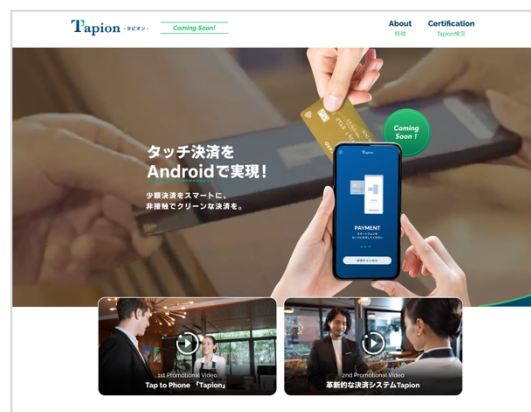 Tapion - タピオン -
Coming Soon!
About
特徴
Certification
Tapion検定
タッチ決済を
Androidで実現！
少額決済をスマートに、
非接触でクリーンな決済を。
Coming
Soon !
Tapion
PAYMENT
1st Promotional Video
Tap to Phone 「Tapion」
2nd Promotional Video
革新的な決済システムTapion